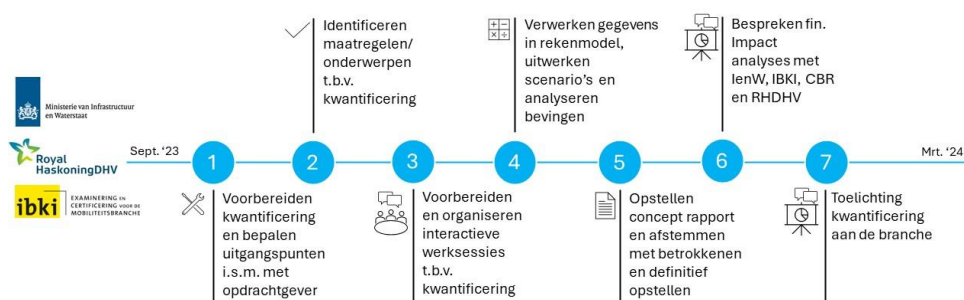 Identificeren
maatregelen/
onderwerpen
t.b.v.
kwantificering
Verwerken gegevens
in rekenmodel,
uitwerken
scenario's en
analyseren
bevingen
Bespreken fin.
Impact
analyses met
IenW, IBKI, CBR
en RHDHV
Ministerie van Infrastructuur
en Waterstaat
Royal
HaskoningDHV
ibki
EXAMINERING EN
CERTIFICERING VOOR DE
MOBILITEITSBRANCHE
Sept. '23
1
2
3
4
5
6
7
Mrt. '24
Voorbereiden
kwantificering
en bepalen
uitgangspunten
i.s.m. met
opdrachtgever
Voorbereiden
en organiseren
interactieve
werksessies
t.b.v.
kwantificering
Opstellen
concept rapport
en afstemmen
met betrokkenen
en definitief
opstellen
Toelichting
kwantificering
aan de branche